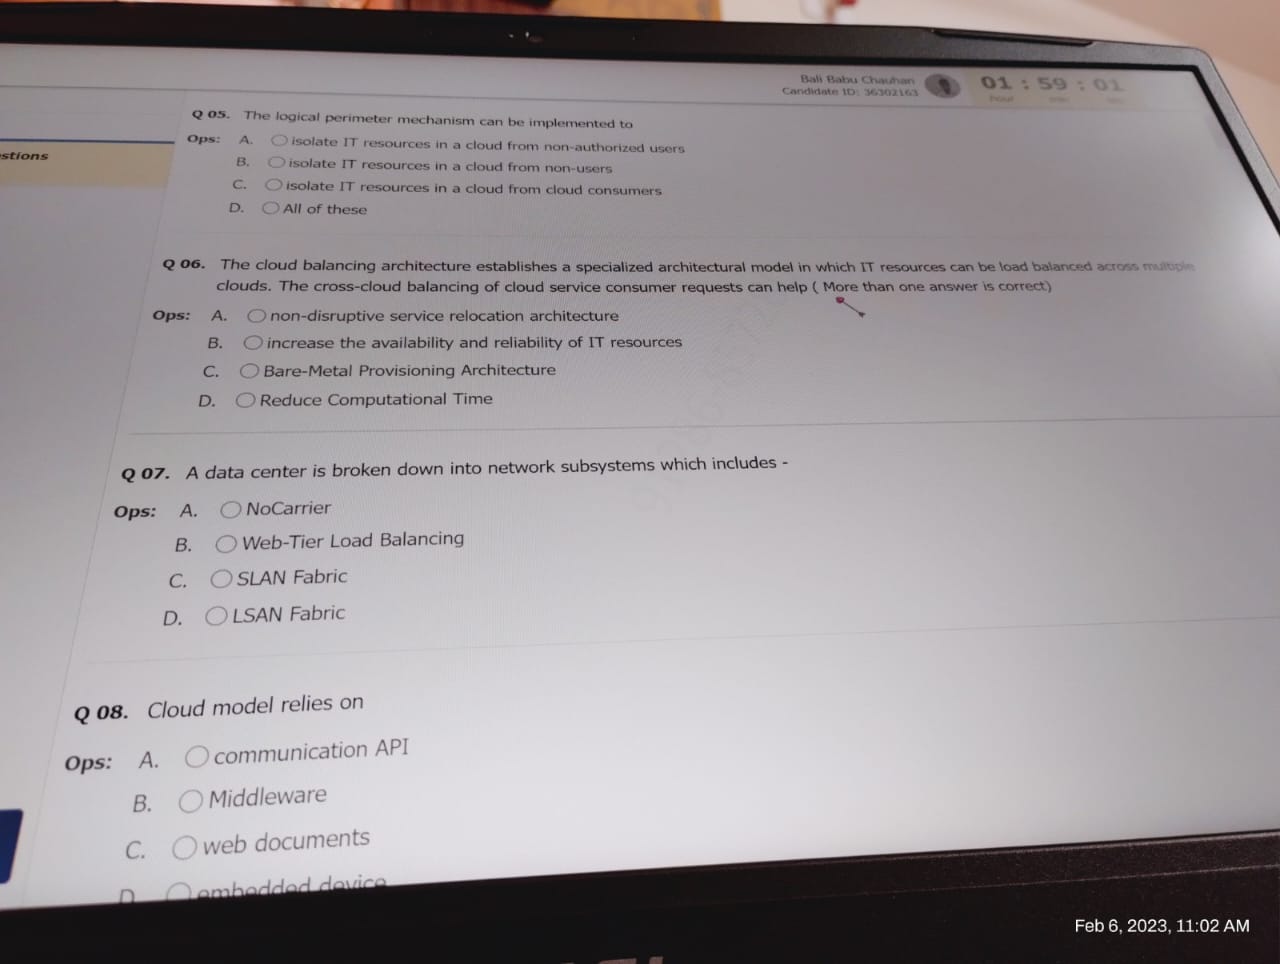 Bali Babu Chauhan
Candidate ID: 36302163
01 : 59 : 01
hour
stions
Q 05. The logical perimeter mechanism can be implemented to
Ops: A. isolate IT resources in a cloud from non-authorized users
B. isolate IT resources in a cloud from non-users
C. isolate IT resources in a cloud from cloud consumers
D. All of these
Q 06. The cloud balancing architecture establishes a specialized architectural model in which IT resources can be load balanced across multiple
clouds. The cross-cloud balancing of cloud service consumer requests can help ( More than one answer is correct)
Ops: A. non-disruptive service relocation architecture
B. increase the availability and reliability of IT resources
C. Bare-Metal Provisioning Architecture
D. Reduce Computational Time
Q 07. A data center is broken down into network subsystems which includes -
Ops: A. NoCarrier
B. Web-Tier Load Balancing
C. SLAN Fabric
D. LSAN Fabric
Q 08. Cloud model relies on
Ops: A. communication API
B. Middleware
C. web documents
D. embedded device
Feb 6, 2023, 11:02 AM